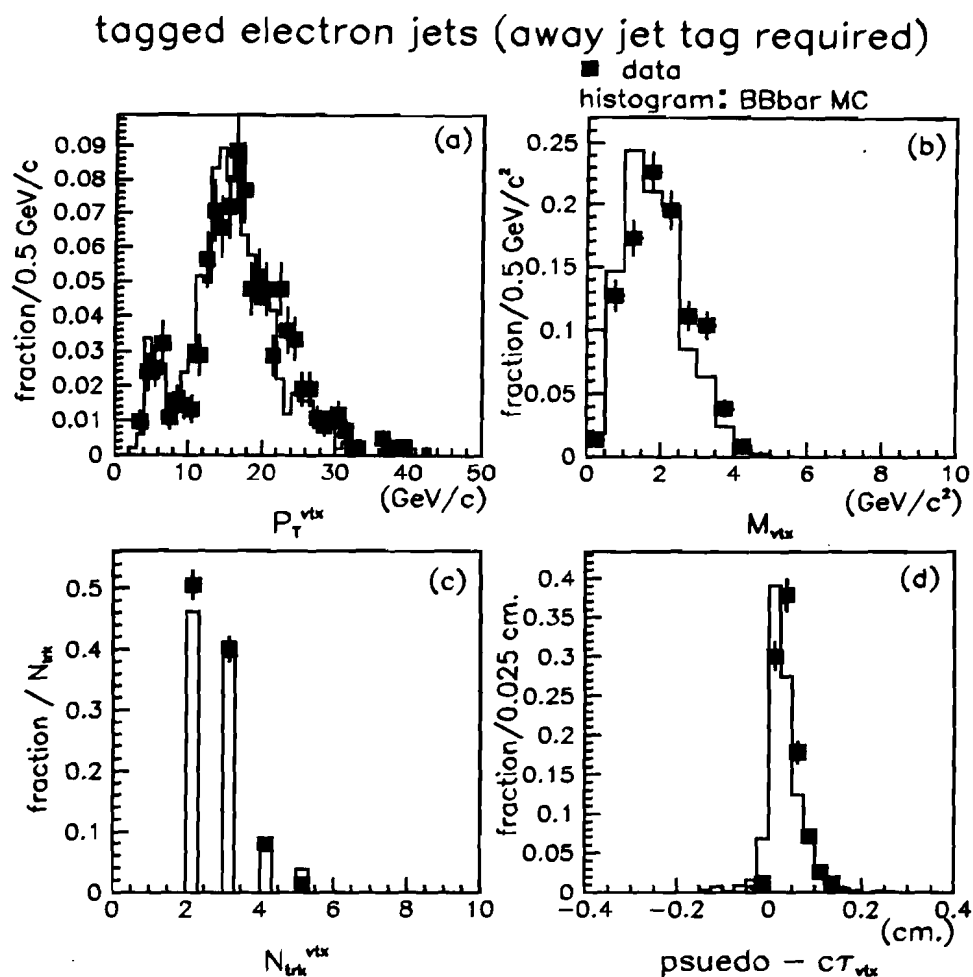 tagged electron jets (away jet tag required)
■ data
histogram: BBbar MC
(a)
fraction/0.5 GeV/c
0.09
0.08
0.07
0.06
0.05
0.04
0.03
0.02
0.01
0
0 10 20 30 40 50
(GeV/c)
P_T^vtx
(b)
fraction/0.5 GeV/c²
0.25
0.20
0.15
0.10
0.05
0
0 2 4 6 8 10
(GeV/c²)
M_vtx
(c)
fraction / N_trk
0.5
0.4
0.3
0.2
0.1
0
0 2 4 6 8 10
N_trk^vtx
(d)
fraction/0.025 cm.
0.4
0.35
0.3
0.25
0.2
0.15
0.1
0.05
0
-0.4 -0.2 0 0.2 0.4
(cm.)
psuedo - cτ_vtx